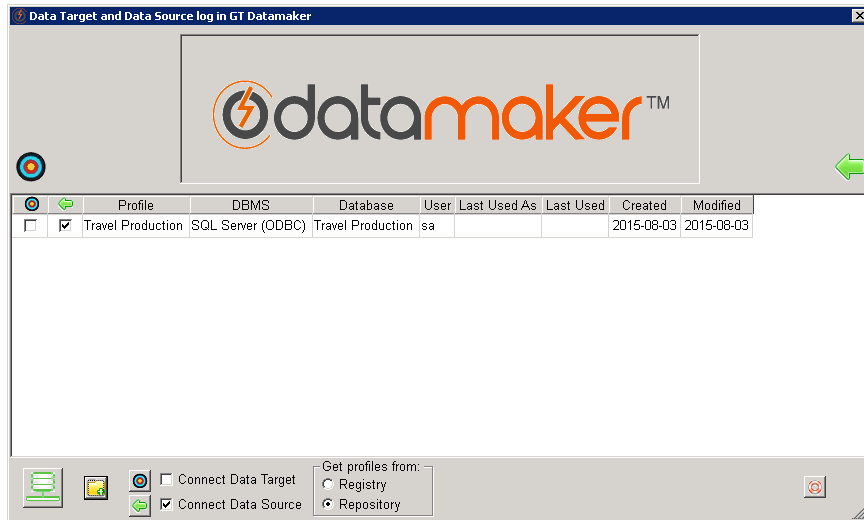 Data Target and Data Source log in GT Datamaker
datamaker™
Profile DBMS Database User Last Used As Last Used Created Modified
Travel Production SQL Server (ODBC) Travel Production sa 2015-08-03 2015-08-03
Get profiles from:
Connect Data Target Registry
Connect Data Source Repository